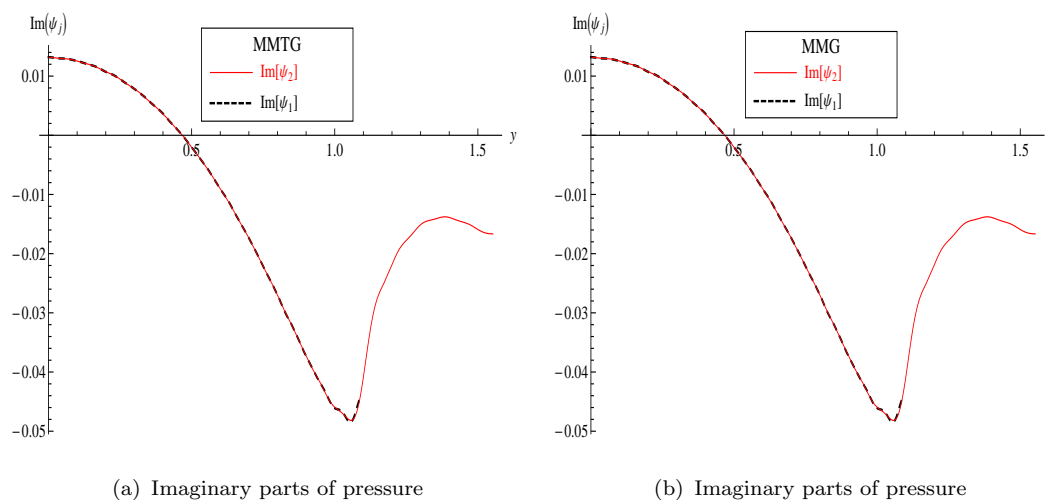 Im(ψj)
MMTG
Im[ψ2]
Im[ψ1]
0.01
0.5
1.0
1.5
y
−0.01
−0.02
−0.03
−0.04
−0.05
(a) Imaginary parts of pressure
Im(ψj)
MMG
Im[ψ2]
Im[ψ1]
0.01
0.5
1.0
1.5
−0.01
−0.02
−0.03
−0.04
−0.05
(b) Imaginary parts of pressure